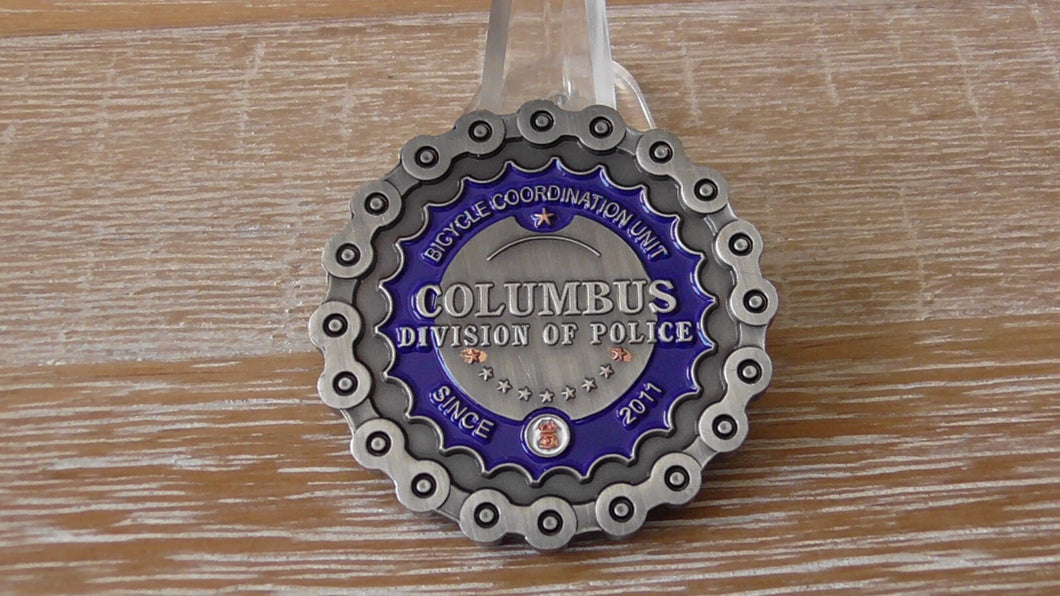 BICYCLE COORDINATION UNIT
COLUMBUS
DIVISION OF POLICE
SINCE 2011